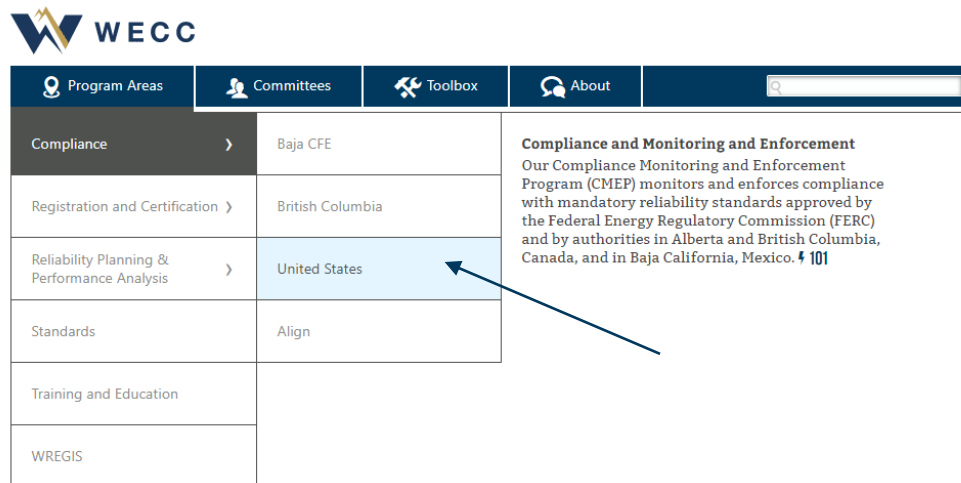 WECC
Program Areas
Committees
Toolbox
About
Compliance
Registration and Certification
Reliability Planning &
Performance Analysis
Standards
Training and Education
WREGIS
Baja CFE
British Columbia
United States
Align
Compliance and Monitoring and Enforcement
Our Compliance Monitoring and Enforcement
Program (CMEP) monitors and enforces compliance
with mandatory reliability standards approved by
the Federal Energy Regulatory Commission (FERC)
and by authorities in Alberta and British Columbia,
Canada, and in Baja California, Mexico. 101